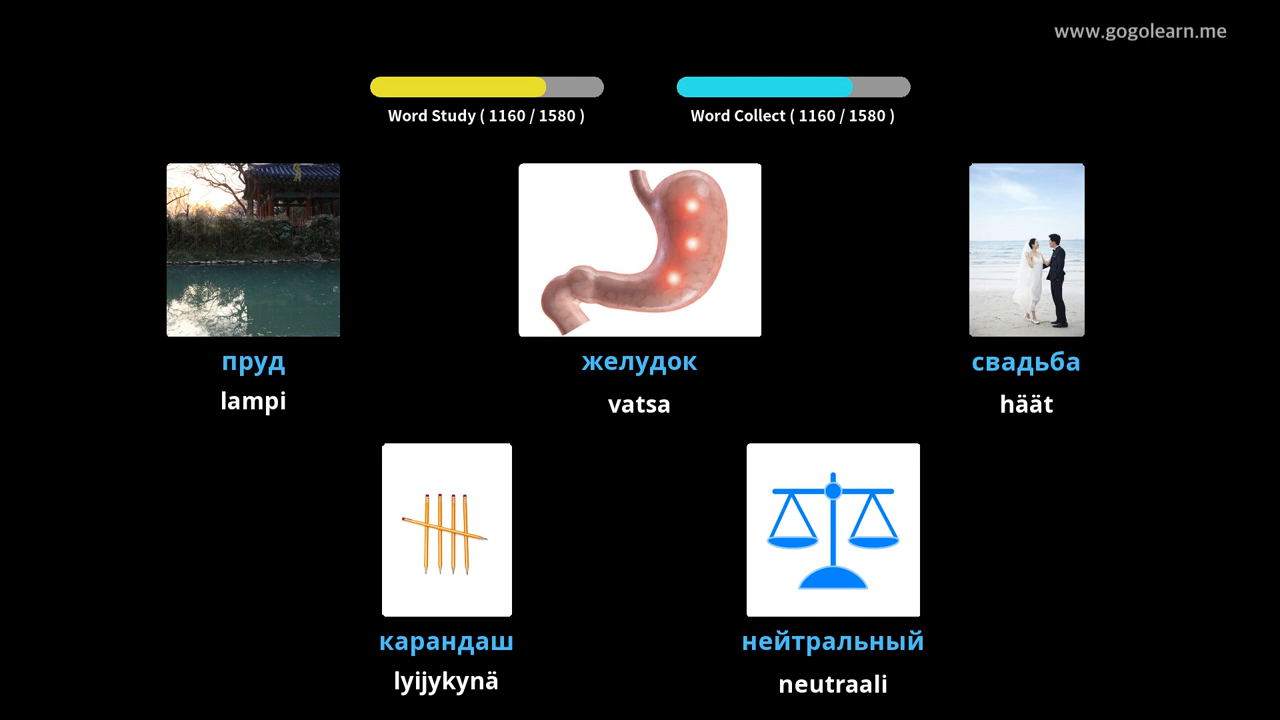 www.gogolearn.me
Word Study ( 1160 / 1580 )
Word Collect ( 1160 / 1580 )
пруд
lampi
желудок
vatsa
свадьба
häät
карандаш
lyijykynä
нейтральный
neutraali